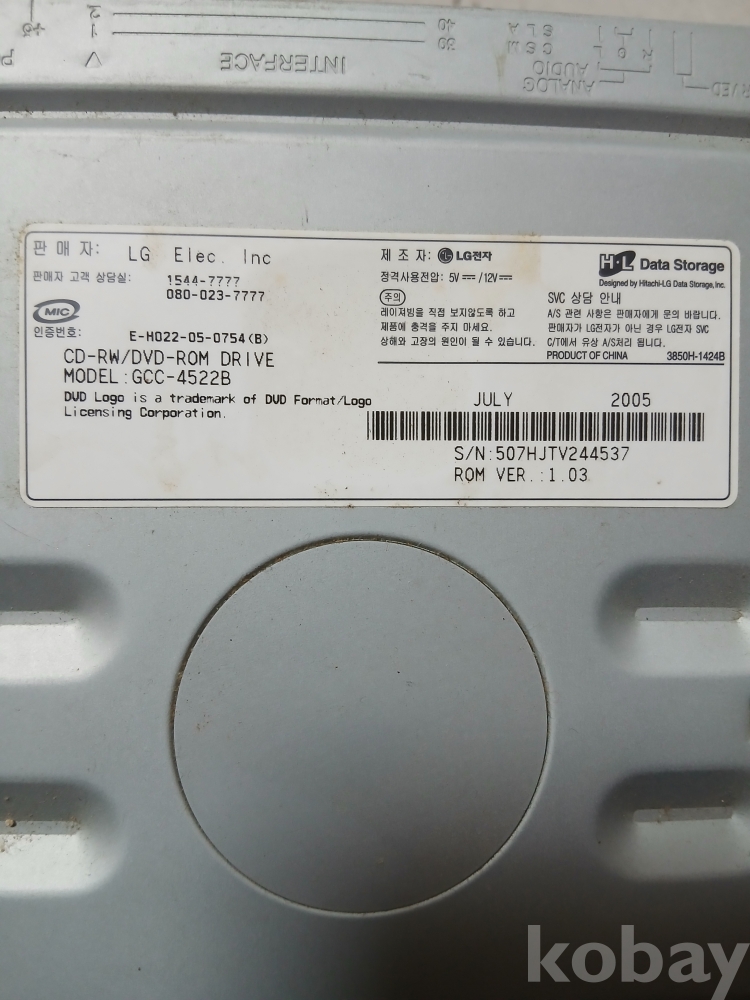 RVED
ANALOG
AUDIO
R G L
INTERFACE
CSLA
MSEL
39 1
40 2
판 매 자: LG Elec. Inc
판매자 고객 상담실: 1544-7777
080-023-7777
MIC
인증번호: E-H022-05-0754(B)
CD-RW/DVD-ROM DRIVE
MODEL:GCC-4522B
DVD Logo is a trademark of DVD Format/Logo
Licensing Corporation.
제 조 자: LG전자
정격사용전압: 5V⎓/12V⎓
주의
레이저빔을 직접 보지않도록 하고
제품에 충격을 주지 마세요.
상해와 고장의 원인이 될 수 있습니다.
H·L Data Storage
Designed by Hitachi-LG Data Storage, Inc.
SVC 상담 안내
A/S 관련 사항은 판매자에게 문의 바랍니다.
판매자가 LG전자가 아닌 경우 LG전자 SVC
C/T에서 유상 A/S처리 됩니다.
PRODUCT OF CHINA 3850H-1424B
JULY 2005
S/N:507HJTV244537
ROM VER.:1.03
kobay